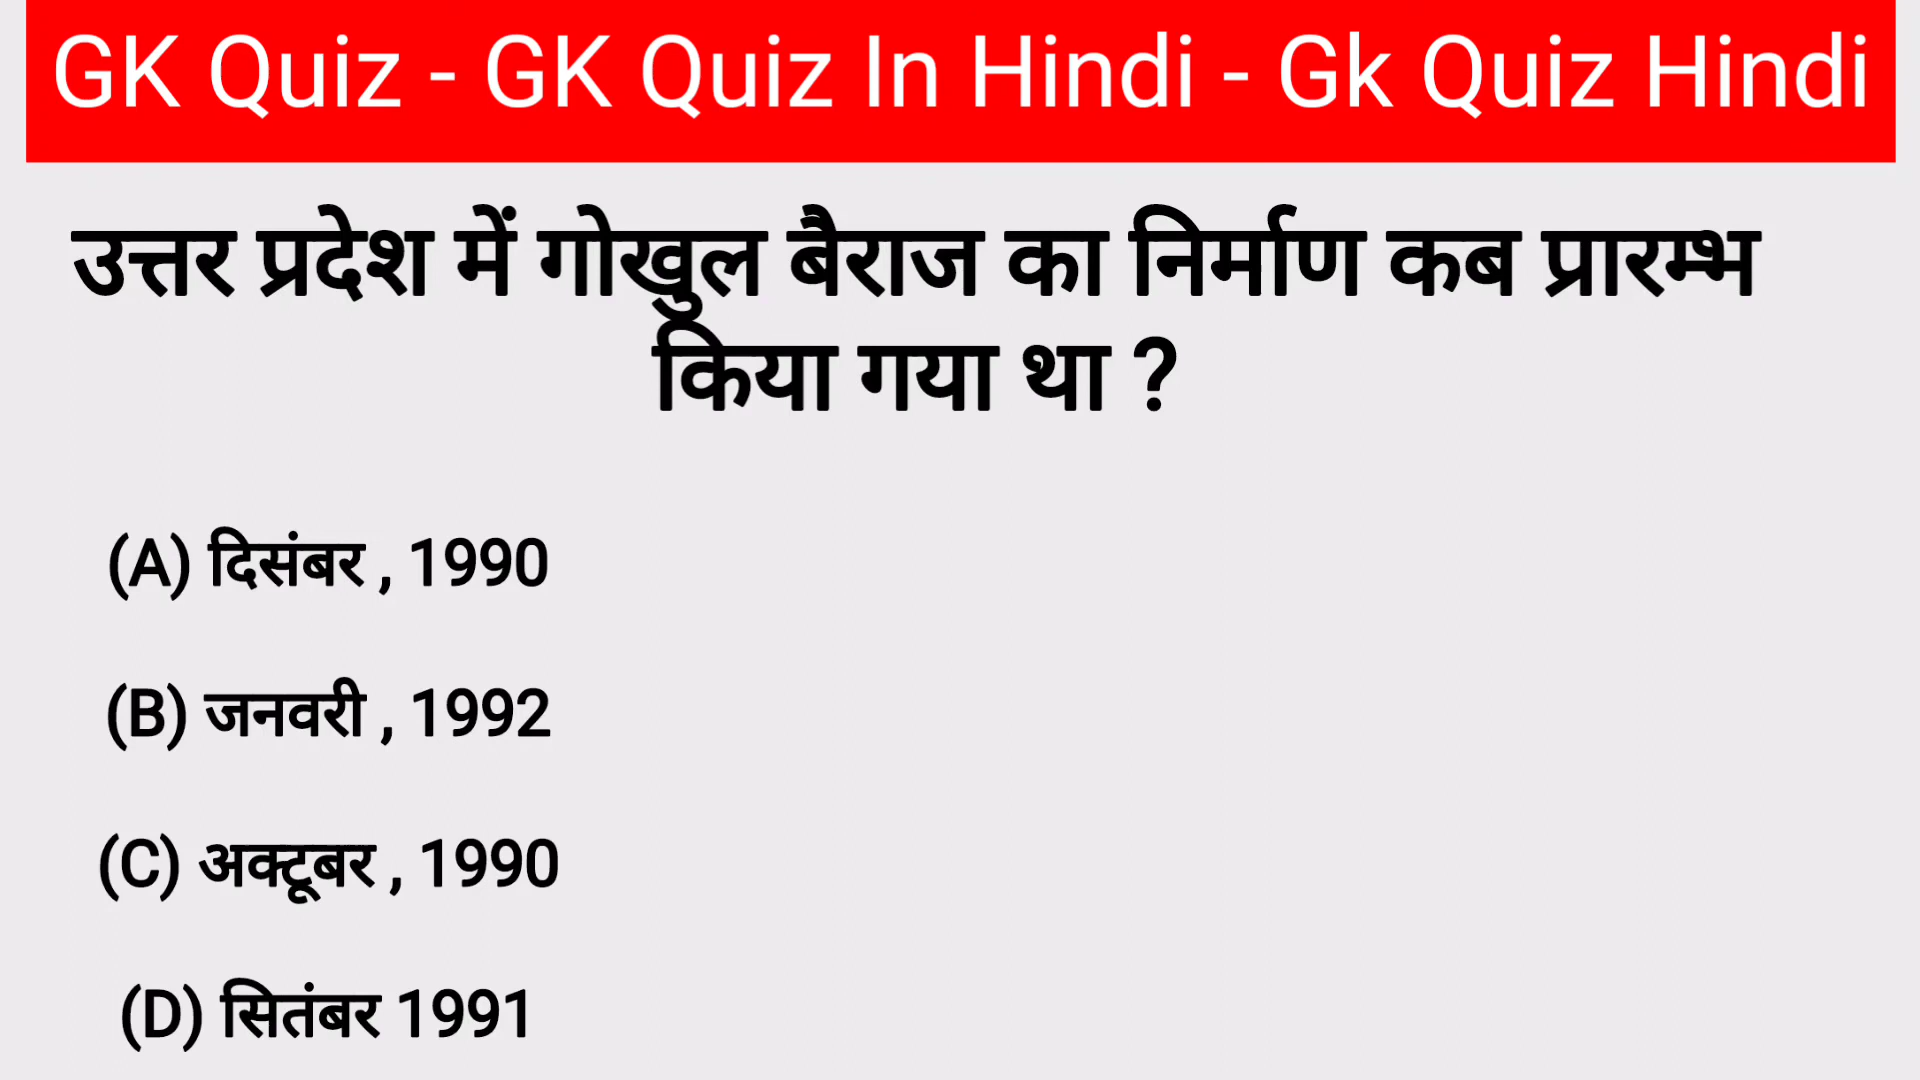 GK Quiz - GK Quiz In Hindi - Gk Quiz Hindi
उत्तर प्रदेश में गोखुल बैराज का निर्माण कब प्रारम्भ
किया गया था ?
(A) दिसंबर , 1990
(B) जनवरी , 1992
(C) अक्टूबर , 1990
(D) सितंबर 1991